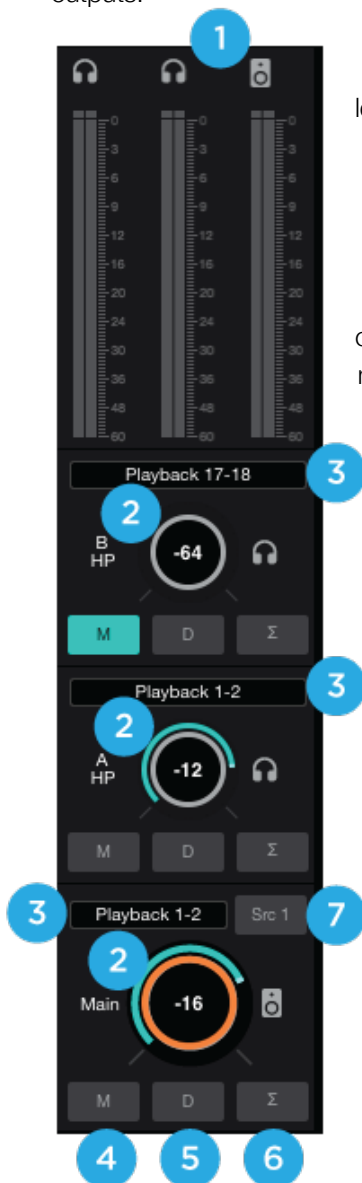 outputs.
1
0 0 0
3 3 3
6 6 6
9 9 9
12 12 12
16 16 16
20 20 20
24 24 24
30 30 30
36 36 36
48 48 48
60 60 60
Playback 17-18 3
2
B
HP
-64
M D Σ
Playback 1-2 3
2
A
HP
-12
M D Σ
3 Playback 1-2 Src 1 7
2
Main -16
M D Σ
4 5 6